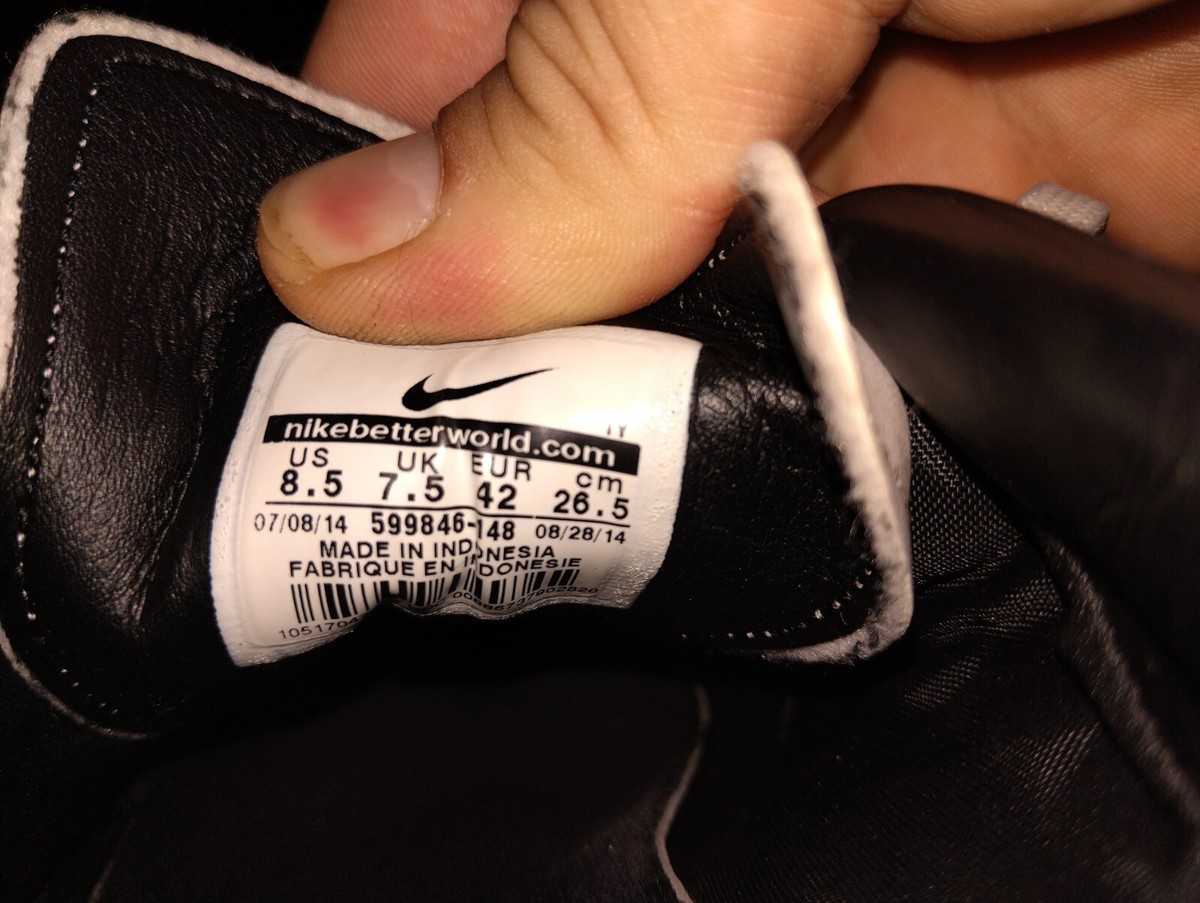 nikebetterworld.com
US UK EUR cm
8.5 7.5 42 26.5
07/08/14 599846-148 08/28/14
MADE IN INDONESIA
FABRIQUE EN INDONESIE